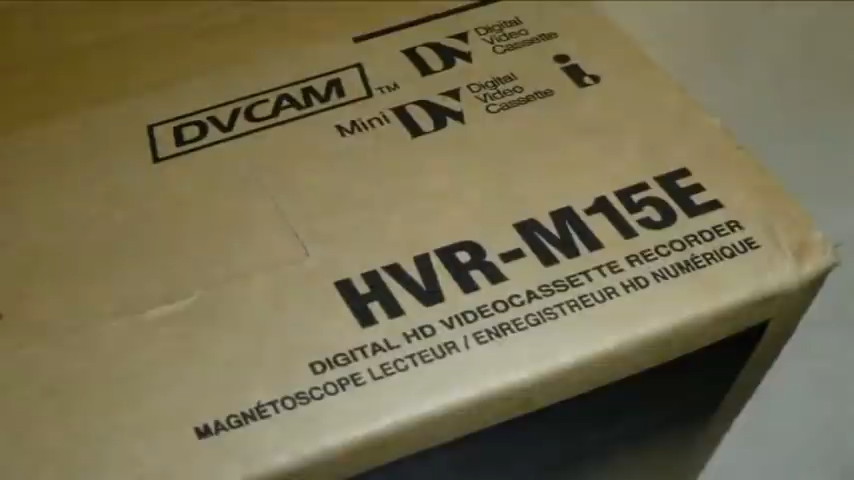 DV Digital Video Cassette
DVCAM™
Mini DV Digital Video Cassette
i
HVR-M15E
DIGITAL HD VIDEOCASSETTE RECORDER
MAGNÉTOSCOPE LECTEUR / ENREGISTREUR HD NUMÉRIQUE